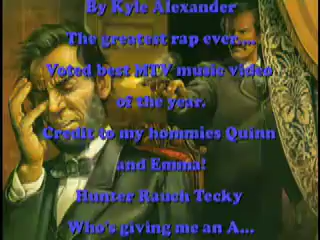 By Kyle Alexander
The greatest rap ever....
Voted best MTV music video
of the year.
Credit to my hommies Quinn
and Emma!
Hunter Rauch Tecky
Who's giving me an A...